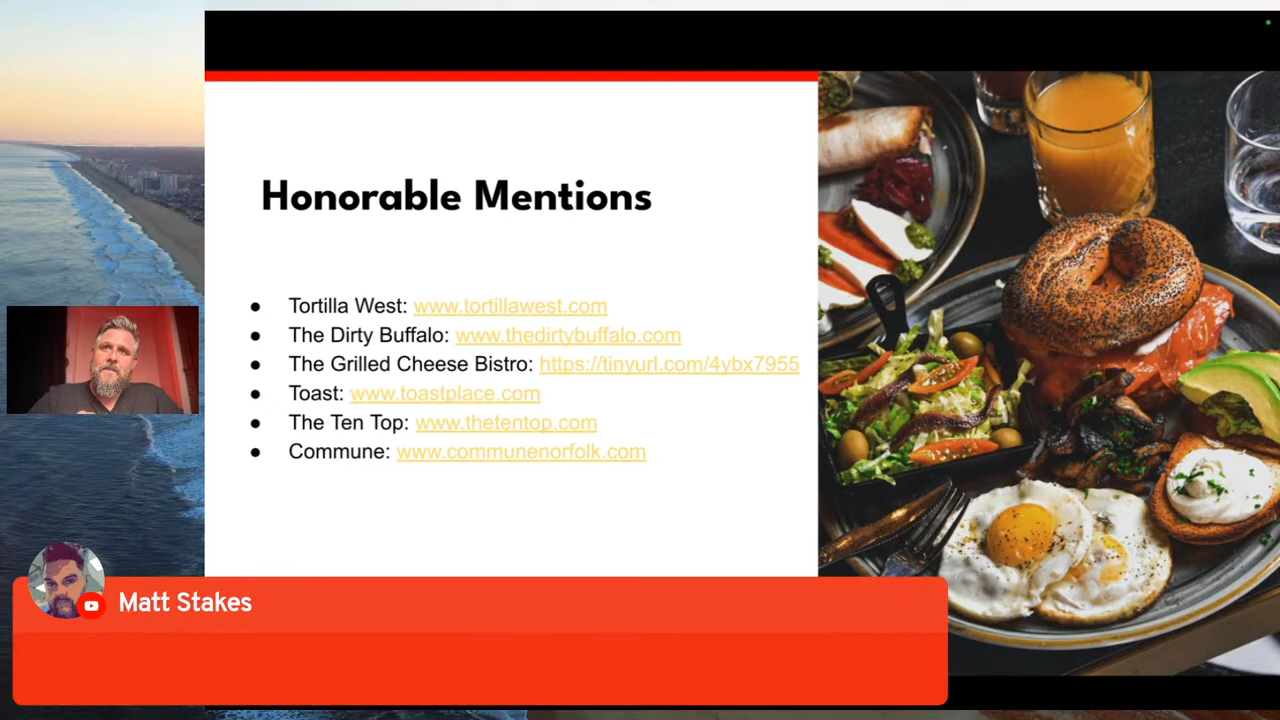 Honorable Mentions
● Tortilla West: www.tortillawest.com
● The Dirty Buffalo: www.thedirtybuffalo.com
● The Grilled Cheese Bistro: https://tinyurl.com/4ybx7955
● Toast: www.toastplace.com
● The Ten Top: www.thetentop.com
● Commune: www.communenorfolk.com
Matt Stakes